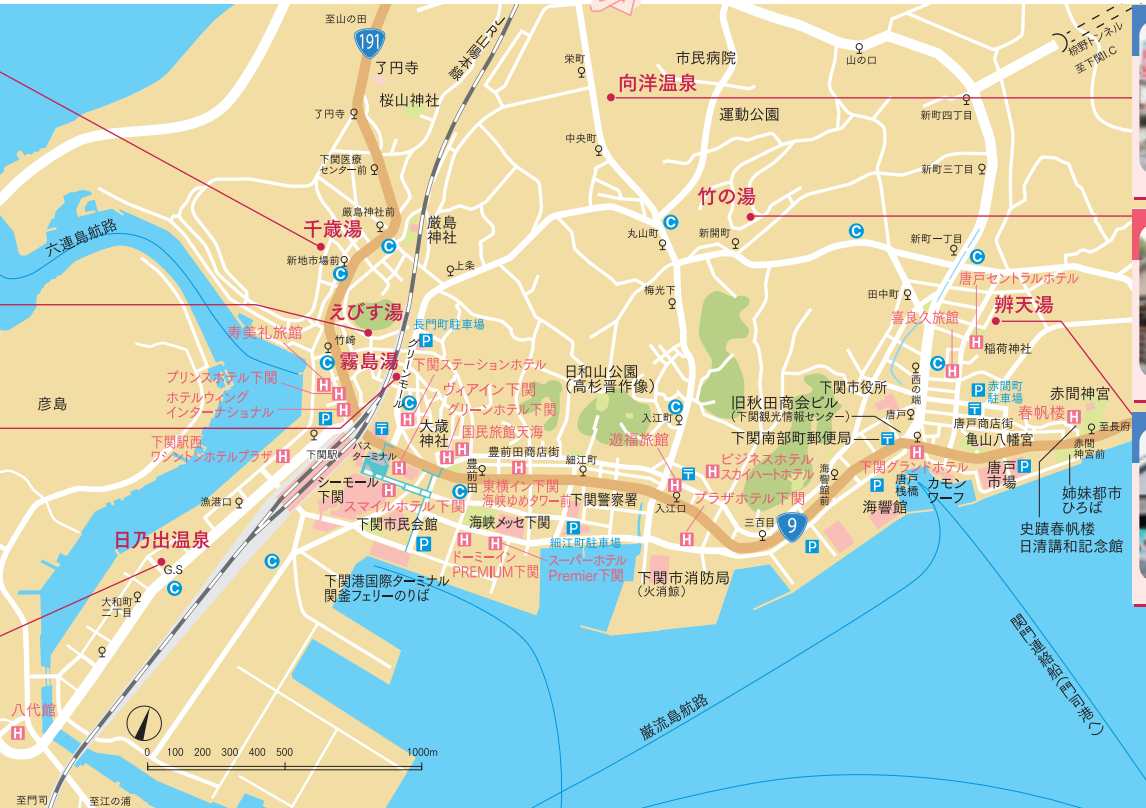 至山の田
191
JR山陽本線
了円寺
桜山神社
了円寺
下関医療
センター前
厳島神社前
千歳湯
新地市場前
厳島
神社
上条
六連島航路
栄町
市民病院
向洋温泉
運動公園
中央町
山の口
椋野トンネル
至下関I.C
新町四丁目
新町三丁目
竹の湯
丸山町
新開町
新町一丁目
梅光下
田中町
唐戸セントラルホテル
喜良久旅館
辨天湯
稲荷神社
えびす湯
竹崎
寿美礼旅館
霧島湯
グリーンモール
長門町駐車場
下関ステーションホテル
プリンスホテル下関
ホテルウィング
インターナショナル
ヴィアイン下関
グリーンホテル下関
大歳
神社
国民旅館天海
彦島
下関駅西
ワシントンホテルプラザ
下関駅
バス
ターミナル
豊前田
豊前田商店街
細江町
日和山公園
(高杉晋作像)
入江町
遊福旅館
入江口
旧秋田商会ビル
(下関観光情報センター)
下関市役所
下関南部町郵便局
西の端
唐戸
赤間町
駐車場
唐戸商店街
春帆楼
赤間神宮
亀山八幡宮
至長府
赤間
神宮前
ビジネスホテル
スカイハートホテル
プラザホテル下関
海響館前
三百目
9
下関グランドホテル
唐戸
桟橋
カモン
ワーフ
唐戸
市場
海響館
姉妹都市
ひろば
史蹟春帆楼
日清講和記念館
漁港口
シーモール
下関
スマイルホテル下関
東横イン下関
海峡ゆめタワー前
下関市民会館
海峡メッセ下関
下関警察署
細江町駐車場
ドーミーイン
PREMIUM下関
スーパーホテル
Premier下関
下関市消防局
(火消鯨)
下関港国際ターミナル
関釜フェリーのりば
日乃出温泉
G.S
大和町
二丁目
八代館
0 100 200 300 400 500 1000m
至門司
至江の浦
巌流島航路
関門連絡船(門司港へ)